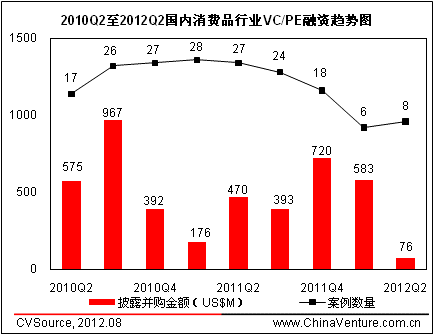 2010Q2至2012Q2国内消费品行业VC/PE融资趋势图
1500
1000
500
0
17 26 27 28 27 24 18 6 8
575 967 392 176 470 393 720 583 76
2010Q2 2010Q4 2011Q2 2011Q4 2012Q2
披露并购金额（US$M） 案例数量
CVSource, 2012.08 www.ChinaVenture.com.cn